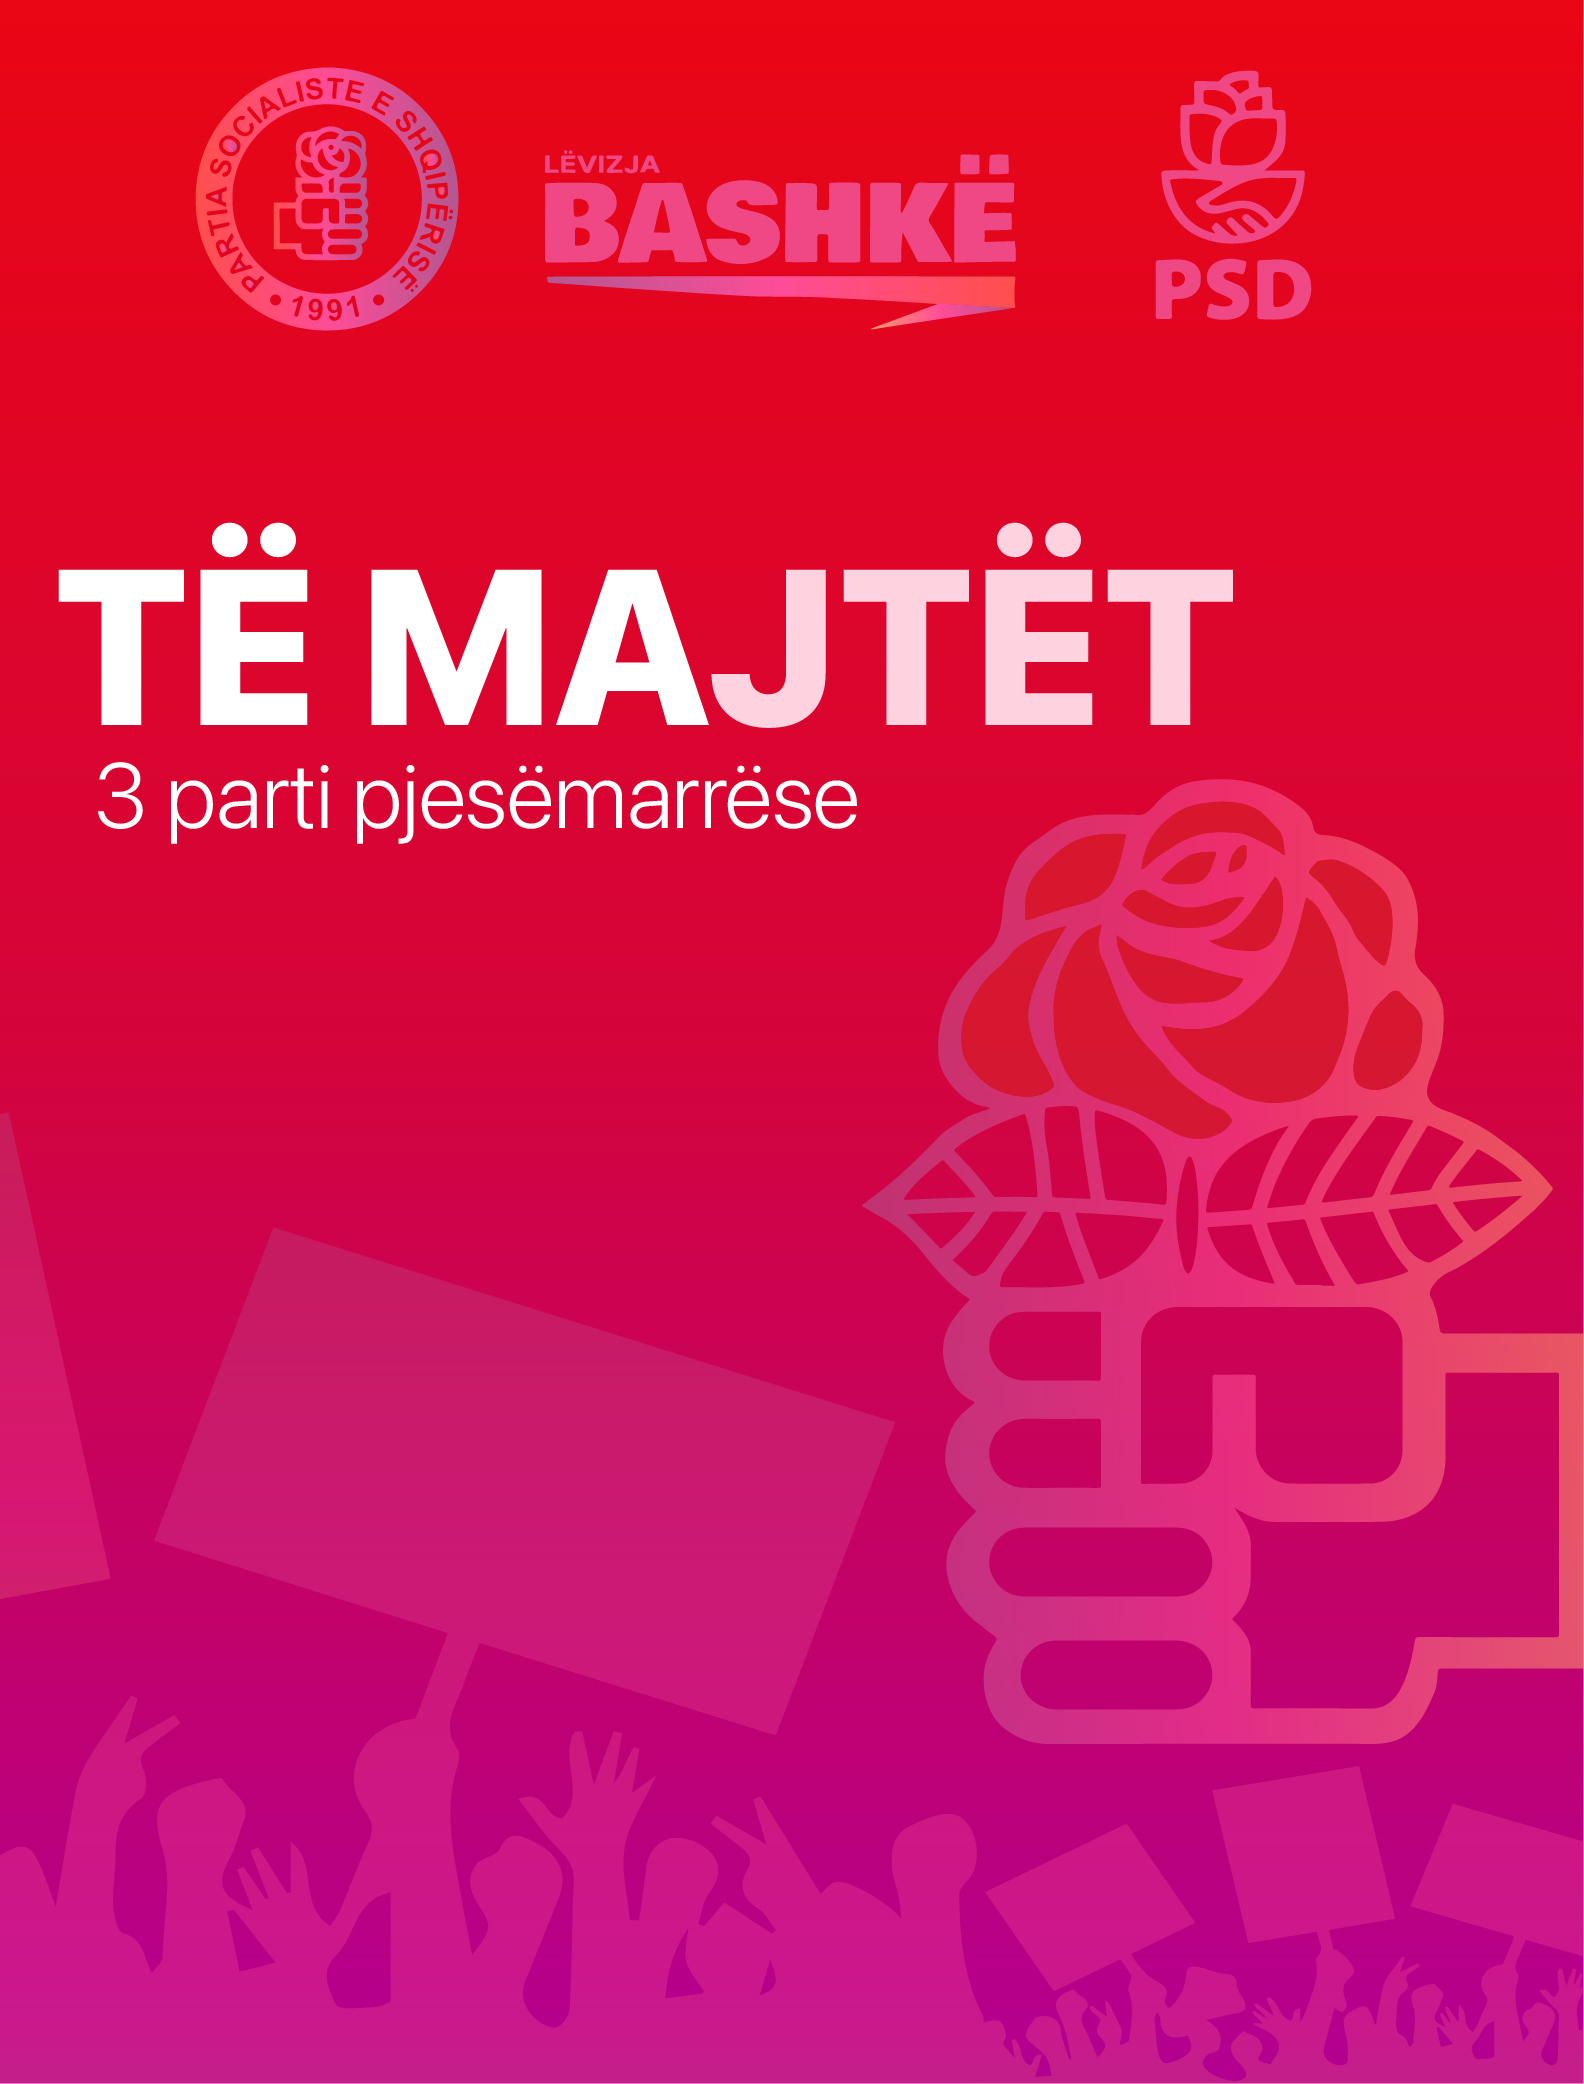 PARTIA SOCIALISTE E SHQIPËRISË
• 1991 •
LËVIZJA
BASHKË
PSD
TË MAJTËT
3 parti pjesëmarrëse